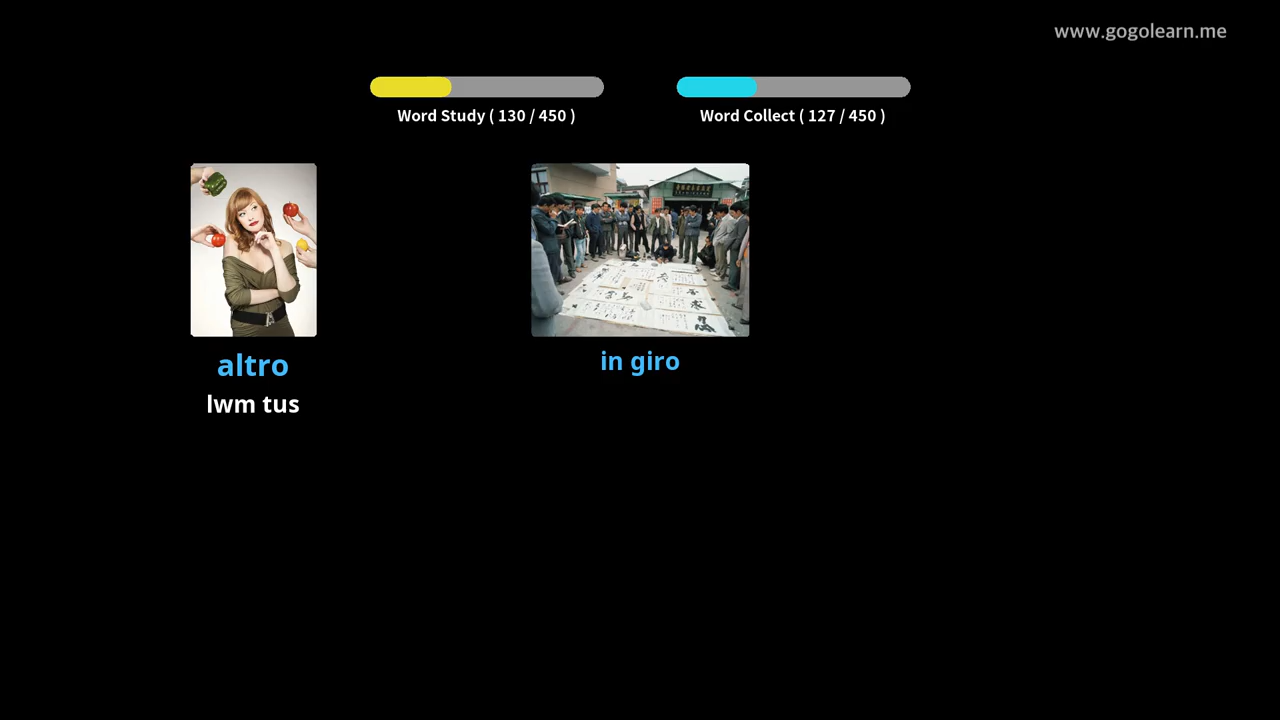 www.gogolearn.me
Word Study ( 130 / 450 )
Word Collect ( 127 / 450 )
altro
lwm tus
in giro